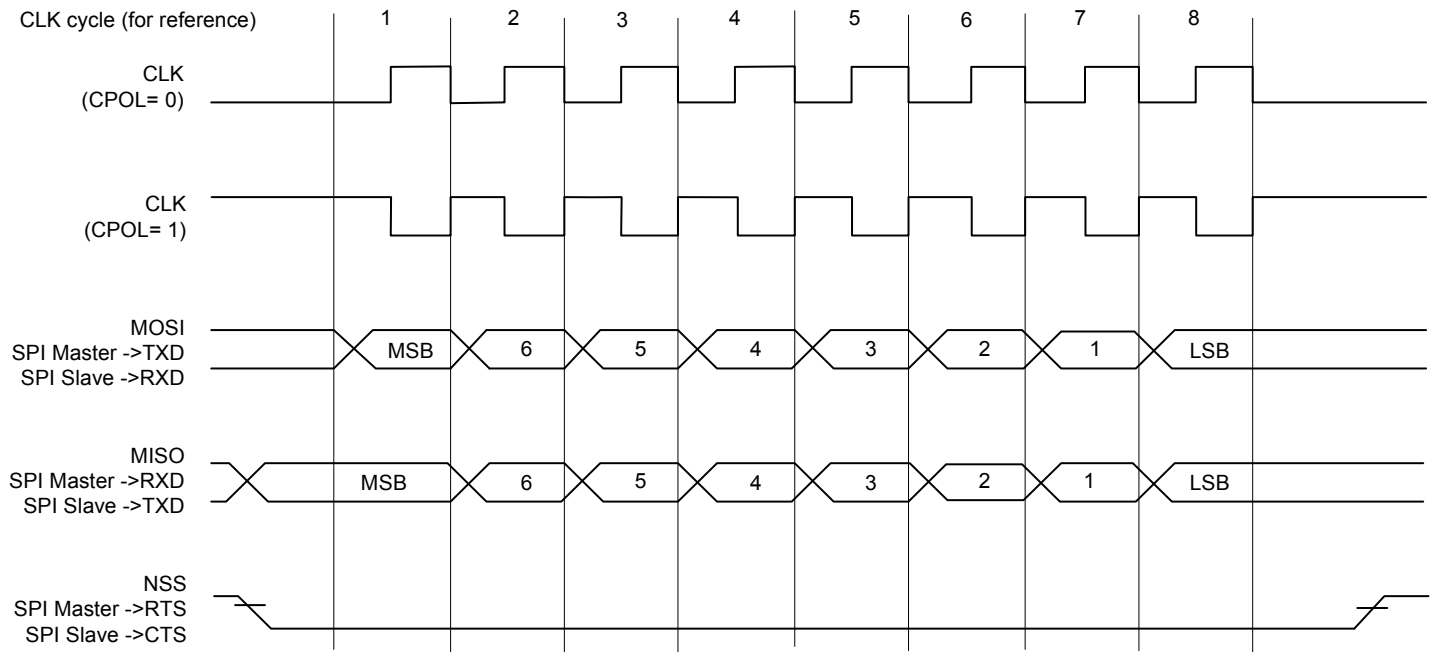 CLK cycle (for reference) 1 2 3 4 5 6 7 8
CLK
(CPOL= 0)
CLK
(CPOL= 1)
MOSI
SPI Master ->TXD
SPI Slave ->RXD
MSB 6 5 4 3 2 1 LSB
MISO
SPI Master ->RXD
SPI Slave ->TXD
MSB 6 5 4 3 2 1 LSB
NSS
SPI Master ->RTS
SPI Slave ->CTS